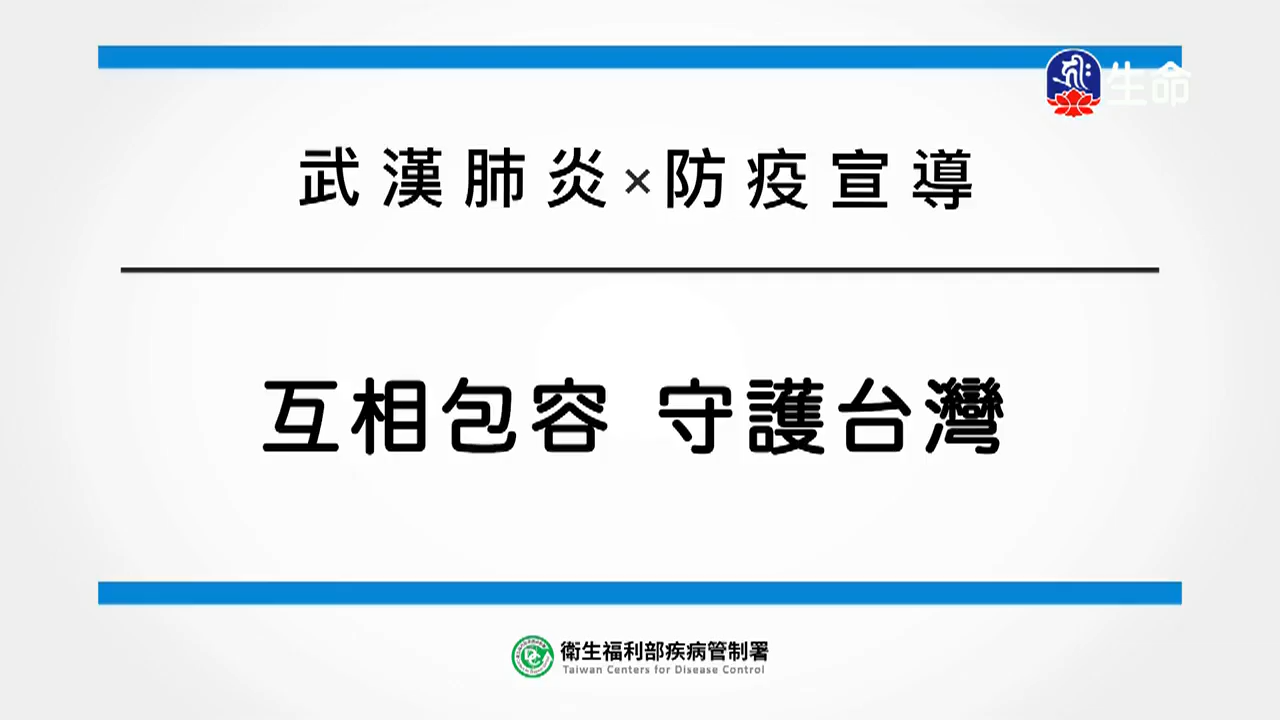 生命
武漢肺炎×防疫宣導
互相包容 守護台灣
衛生福利部疾病管制署
Taiwan Centers for Disease Control